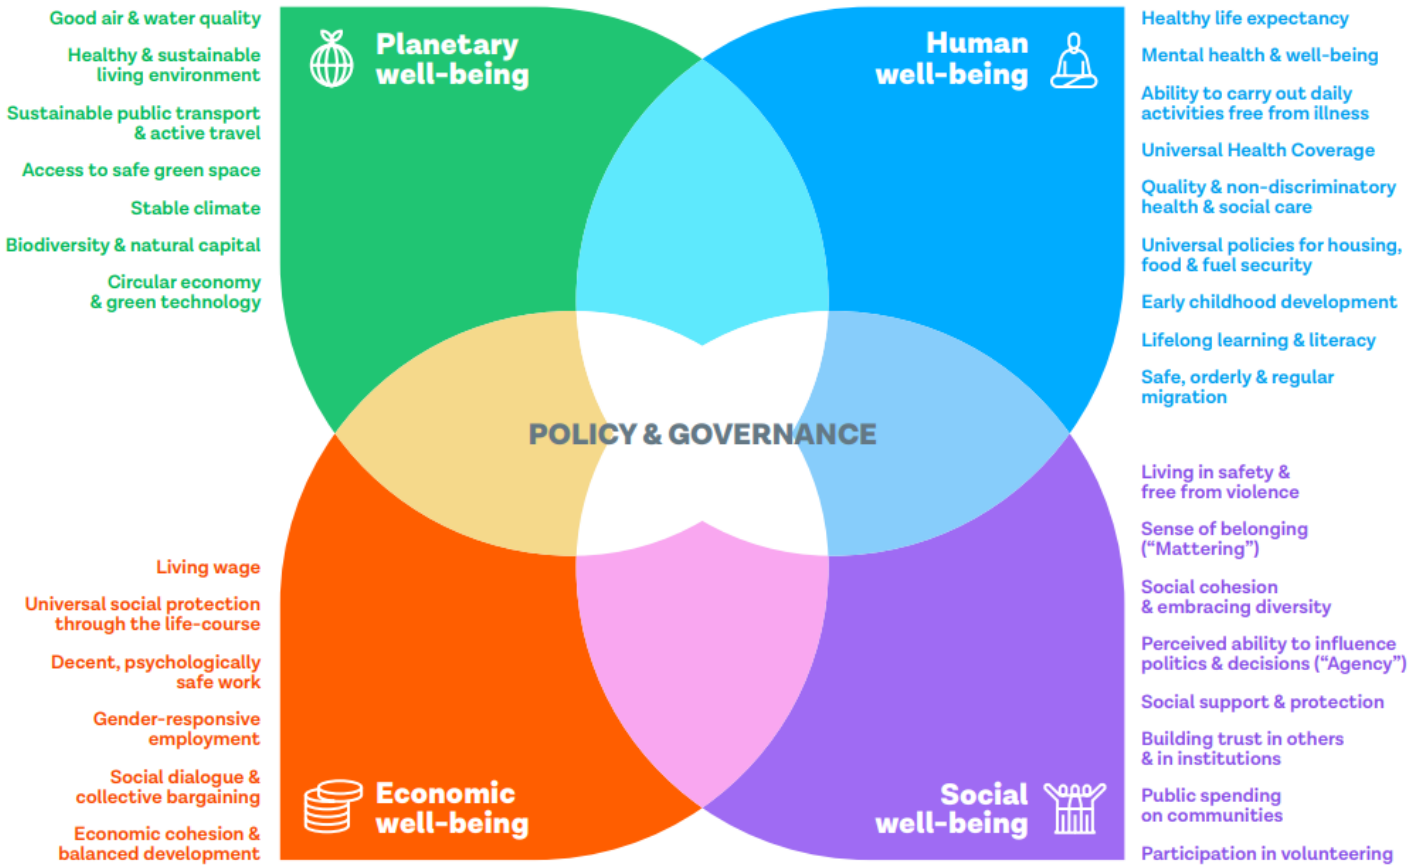 Good air & water quality
Healthy & sustainable
living environment
Sustainable public transport
& active travel
Access to safe green space
Stable climate
Biodiversity & natural capital
Circular economy
& green technology
Planetary
well-being
Human
well-being
Healthy life expectancy
Mental health & well-being
Ability to carry out daily
activities free from illness
Universal Health Coverage
Quality & non-discriminatory
health & social care
Universal policies for housing,
food & fuel security
Early childhood development
Lifelong learning & literacy
Safe, orderly & regular
migration
POLICY & GOVERNANCE
Living wage
Universal social protection
through the life-course
Decent, psychologically
safe work
Gender-responsive
employment
Social dialogue &
collective bargaining
Economic cohesion &
balanced development
Economic
well-being
Social
well-being
Living in safety &
free from violence
Sense of belonging
(“Mattering”)
Social cohesion
& embracing diversity
Perceived ability to influence
politics & decisions (“Agency”)
Social support & protection
Building trust in others
& in institutions
Public spending
on communities
Participation in volunteering